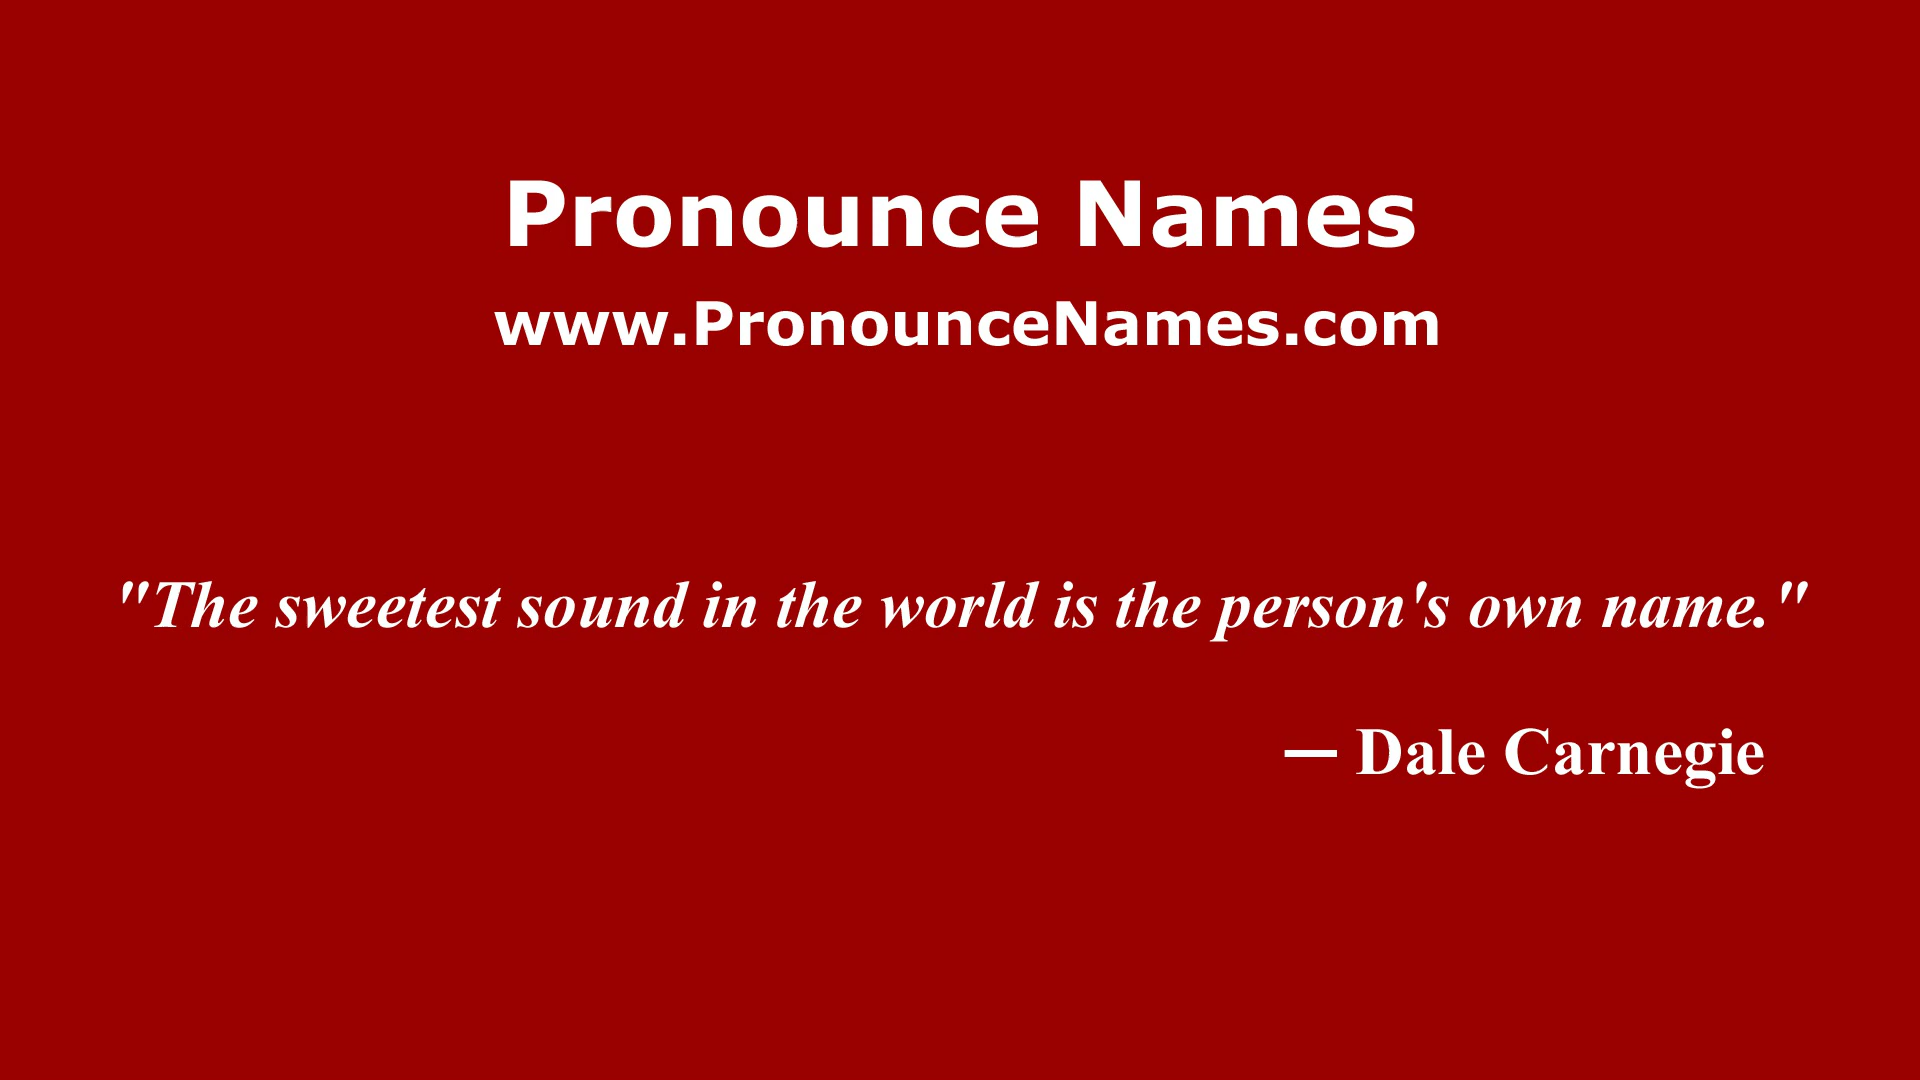 Pronounce Names
www.PronounceNames.com
"The sweetest sound in the world is the person's own name."
— Dale Carnegie